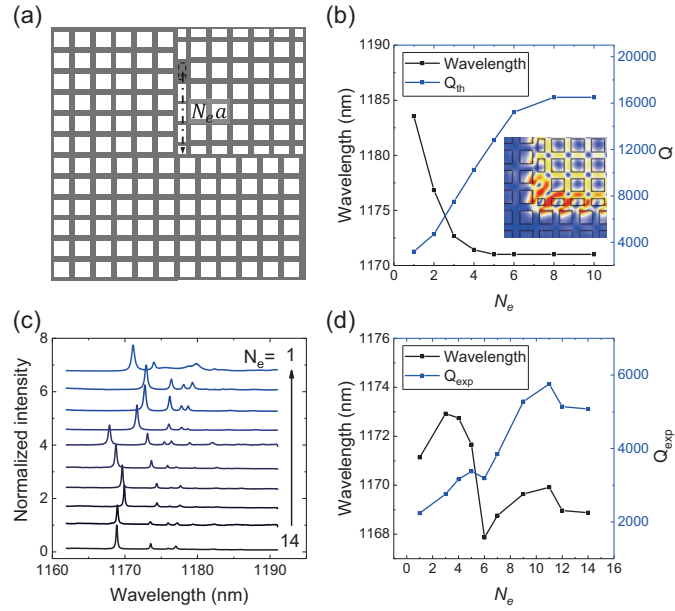 (a)
N_e a
(b)
Wavelength
Q_th
Wavelength (nm)
1190
1185
1180
1175
1170
0 2 4 6 8 10
N_e
20000
16000
12000
8000
4000
Q
(c)
Normalized intensity
8
6
4
2
0
N_e= 1
14
1160 1170 1180 1190
Wavelength (nm)
(d)
Wavelength
Q_exp
Wavelength (nm)
1176
1174
1172
1170
1168
0 2 4 6 8 10 12 14 16
N_e
6000
4000
2000
Q_exp